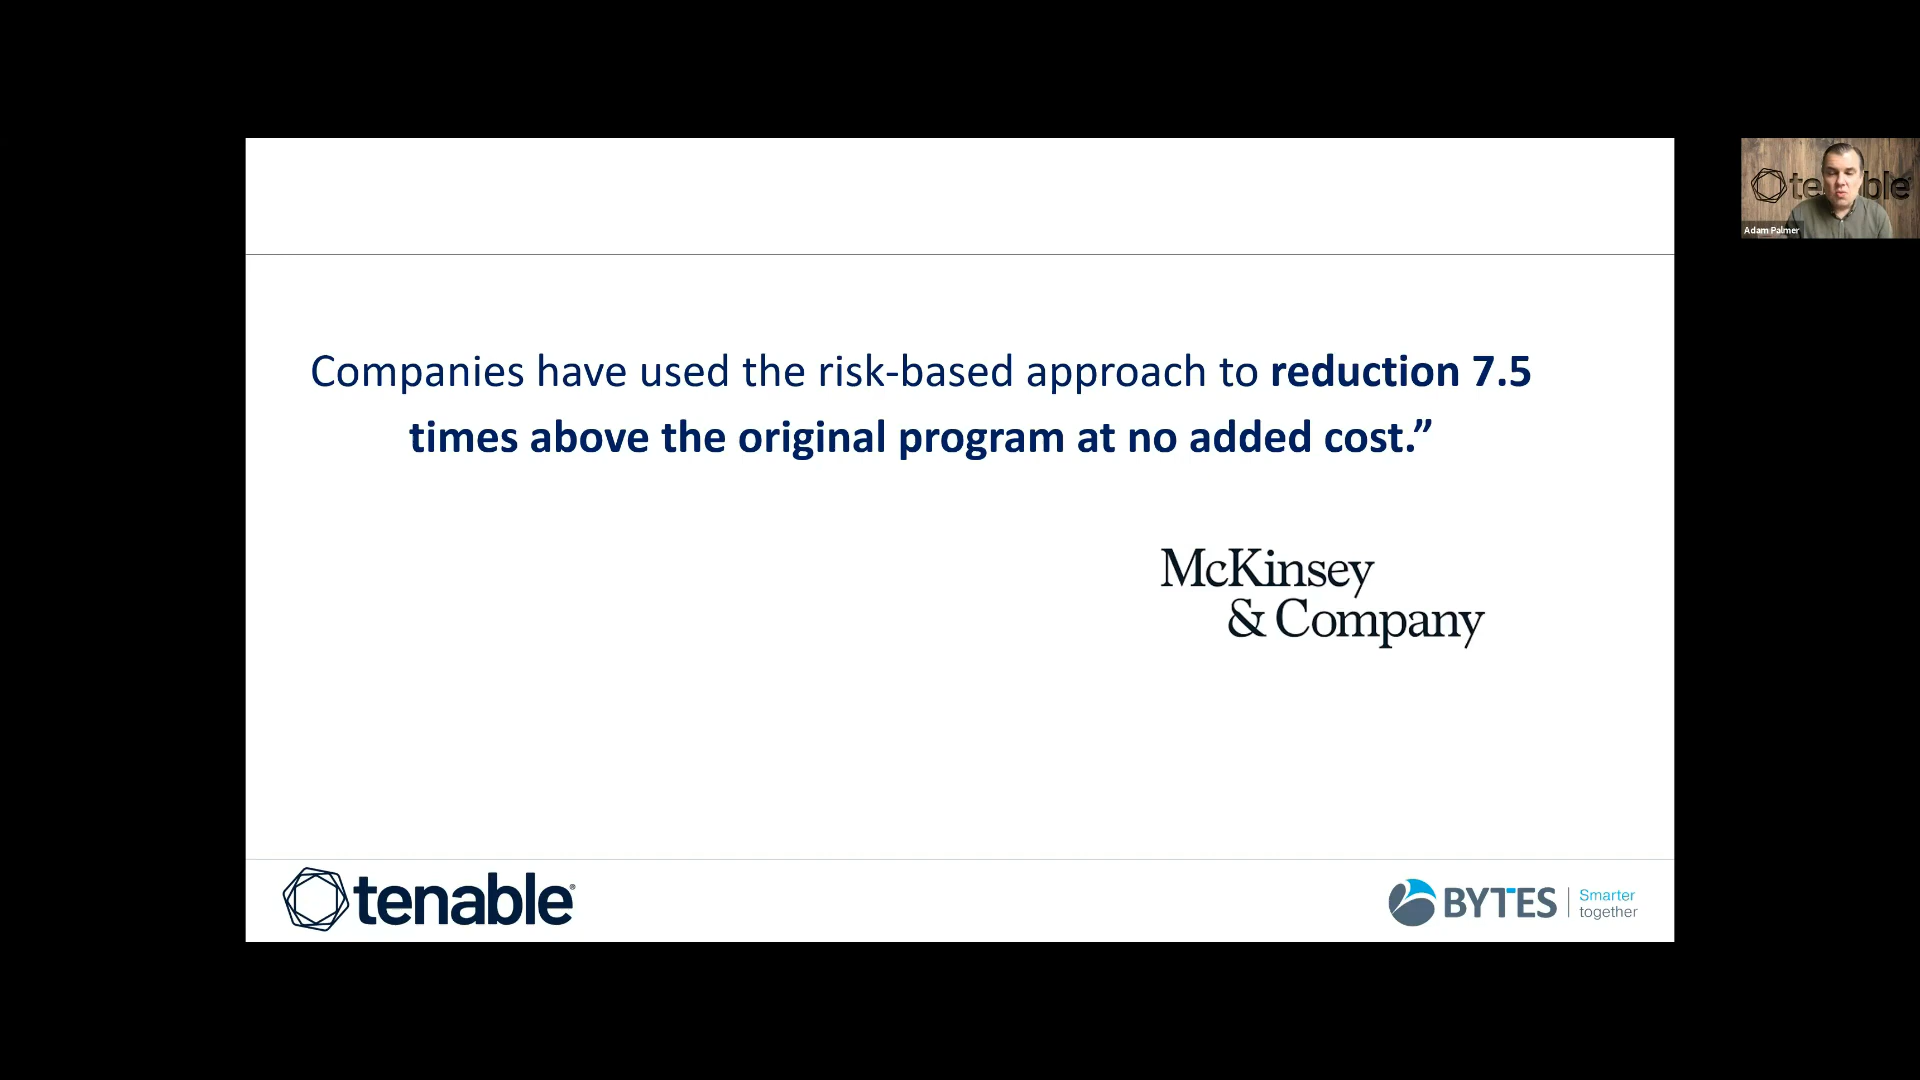 Companies have used the risk-based approach to reduction 7.5
times above the original program at no added cost.”
McKinsey
& Company
tenable®
BYTES
Smarter
together
tenable
Adam Palmer